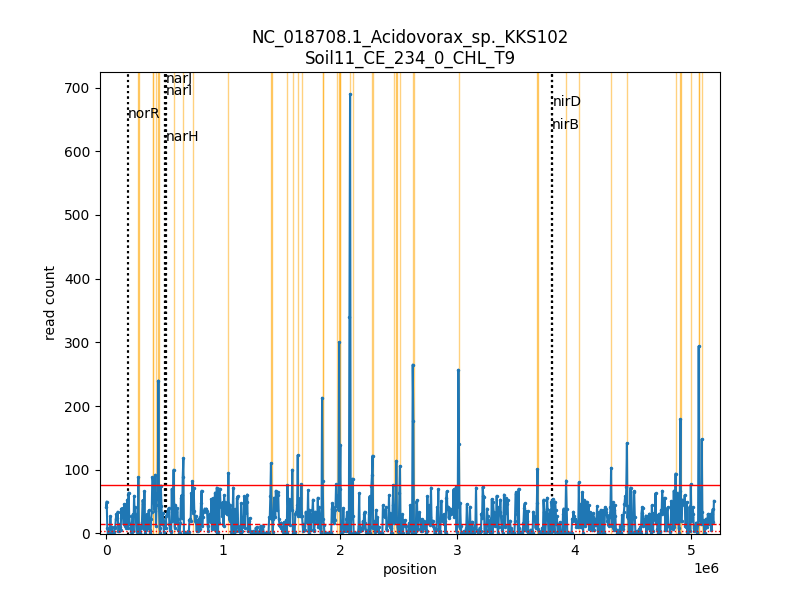 NC_018708.1_Acidovorax_sp._KKS102
Soil11_CE_234_0_CHL_T9
700
600
500
400
300
200
100
0
read count
norR
narJ
narI
narH
nirD
nirB
0
1
2
3
4
5
1e6
position